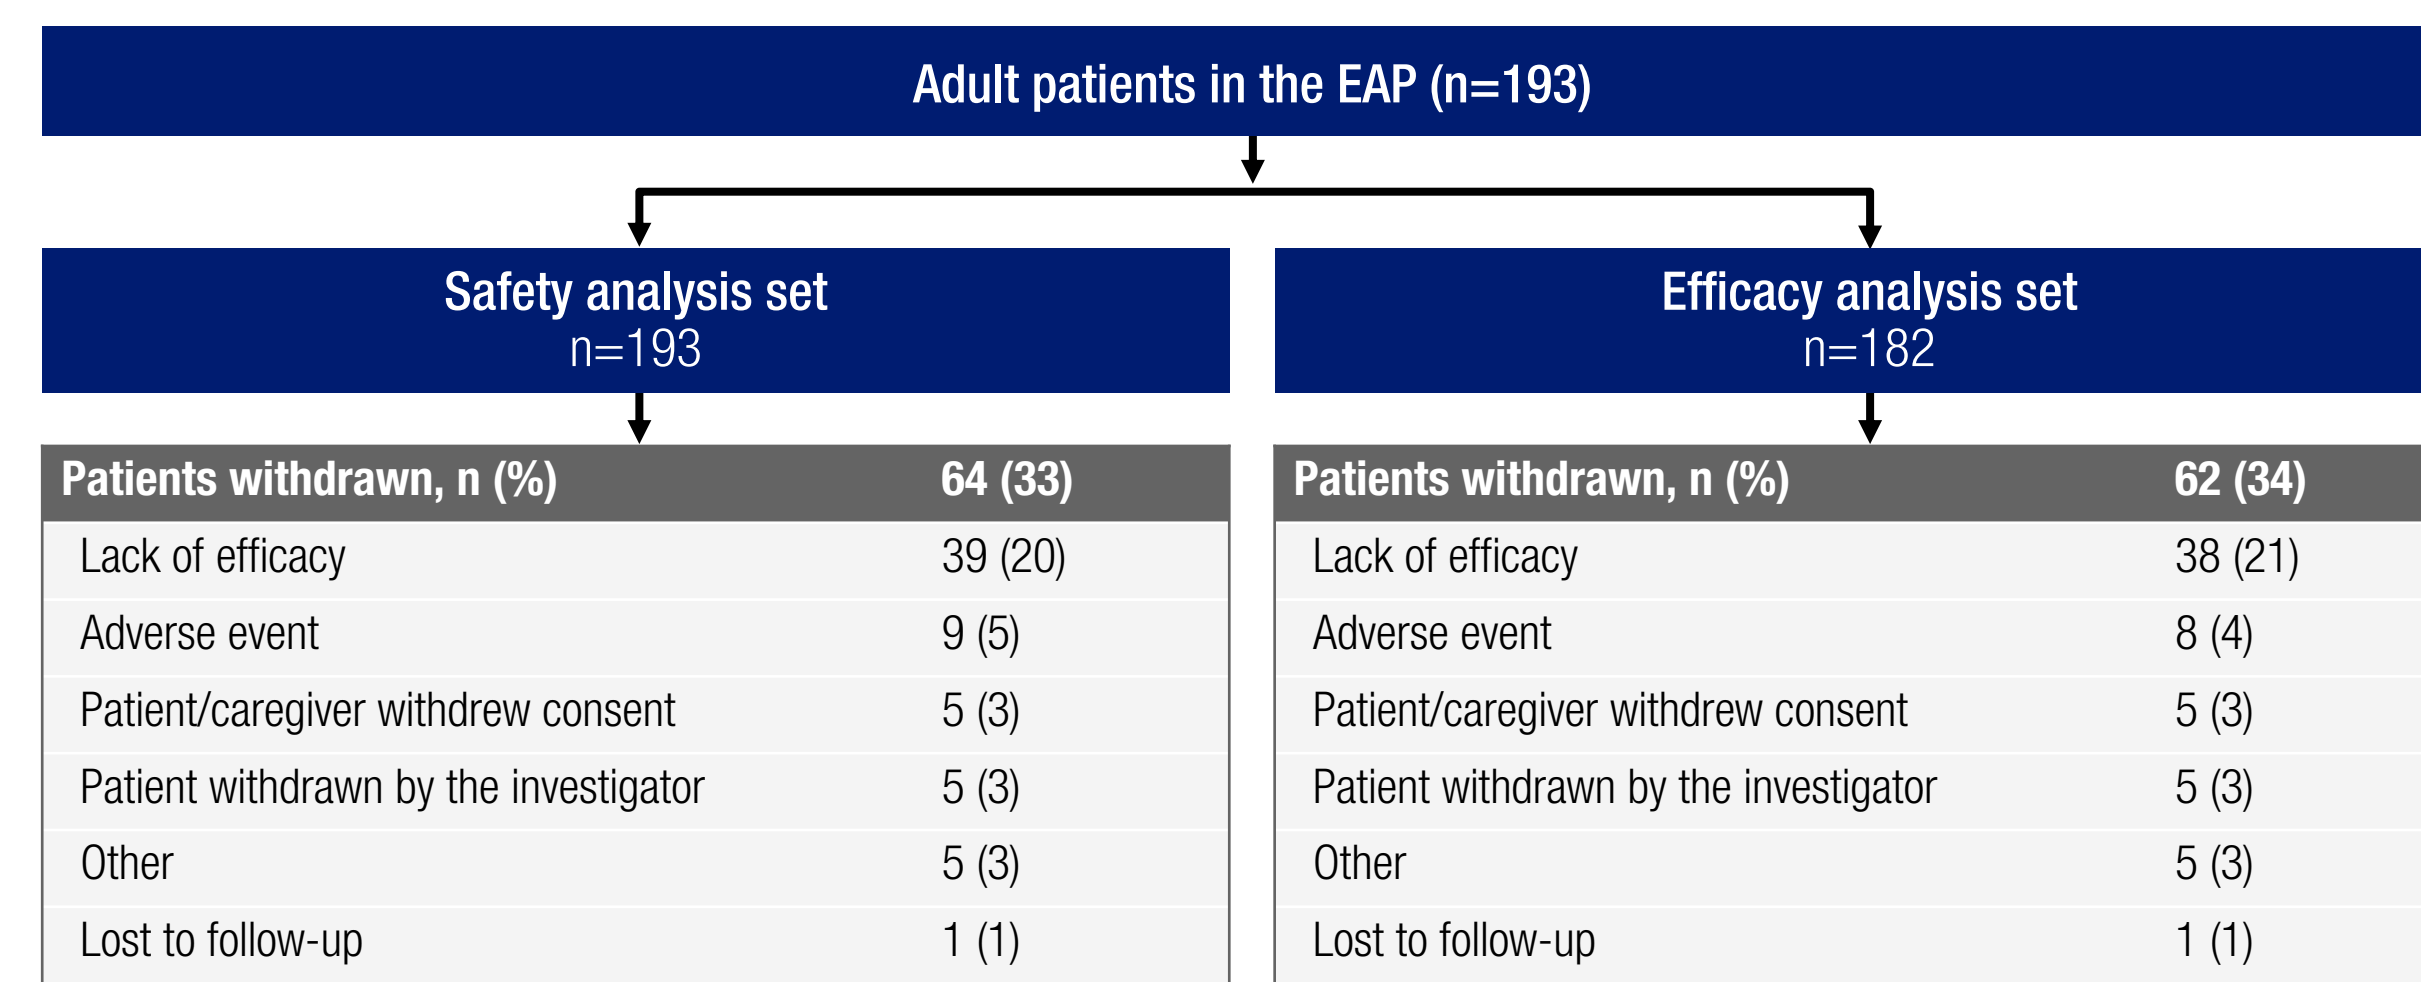 Adult patients in the EAP (n=193)
Safety analysis set
n=193
Efficacy analysis set
n=182
Patients withdrawn, n (%) 64 (33)
Lack of efficacy 39 (20)
Adverse event 9 (5)
Patient/caregiver withdrew consent 5 (3)
Patient withdrawn by the investigator 5 (3)
Other 5 (3)
Lost to follow-up 1 (1)
Patients withdrawn, n (%) 62 (34)
Lack of efficacy 38 (21)
Adverse event 8 (4)
Patient/caregiver withdrew consent 5 (3)
Patient withdrawn by the investigator 5 (3)
Other 5 (3)
Lost to follow-up 1 (1)